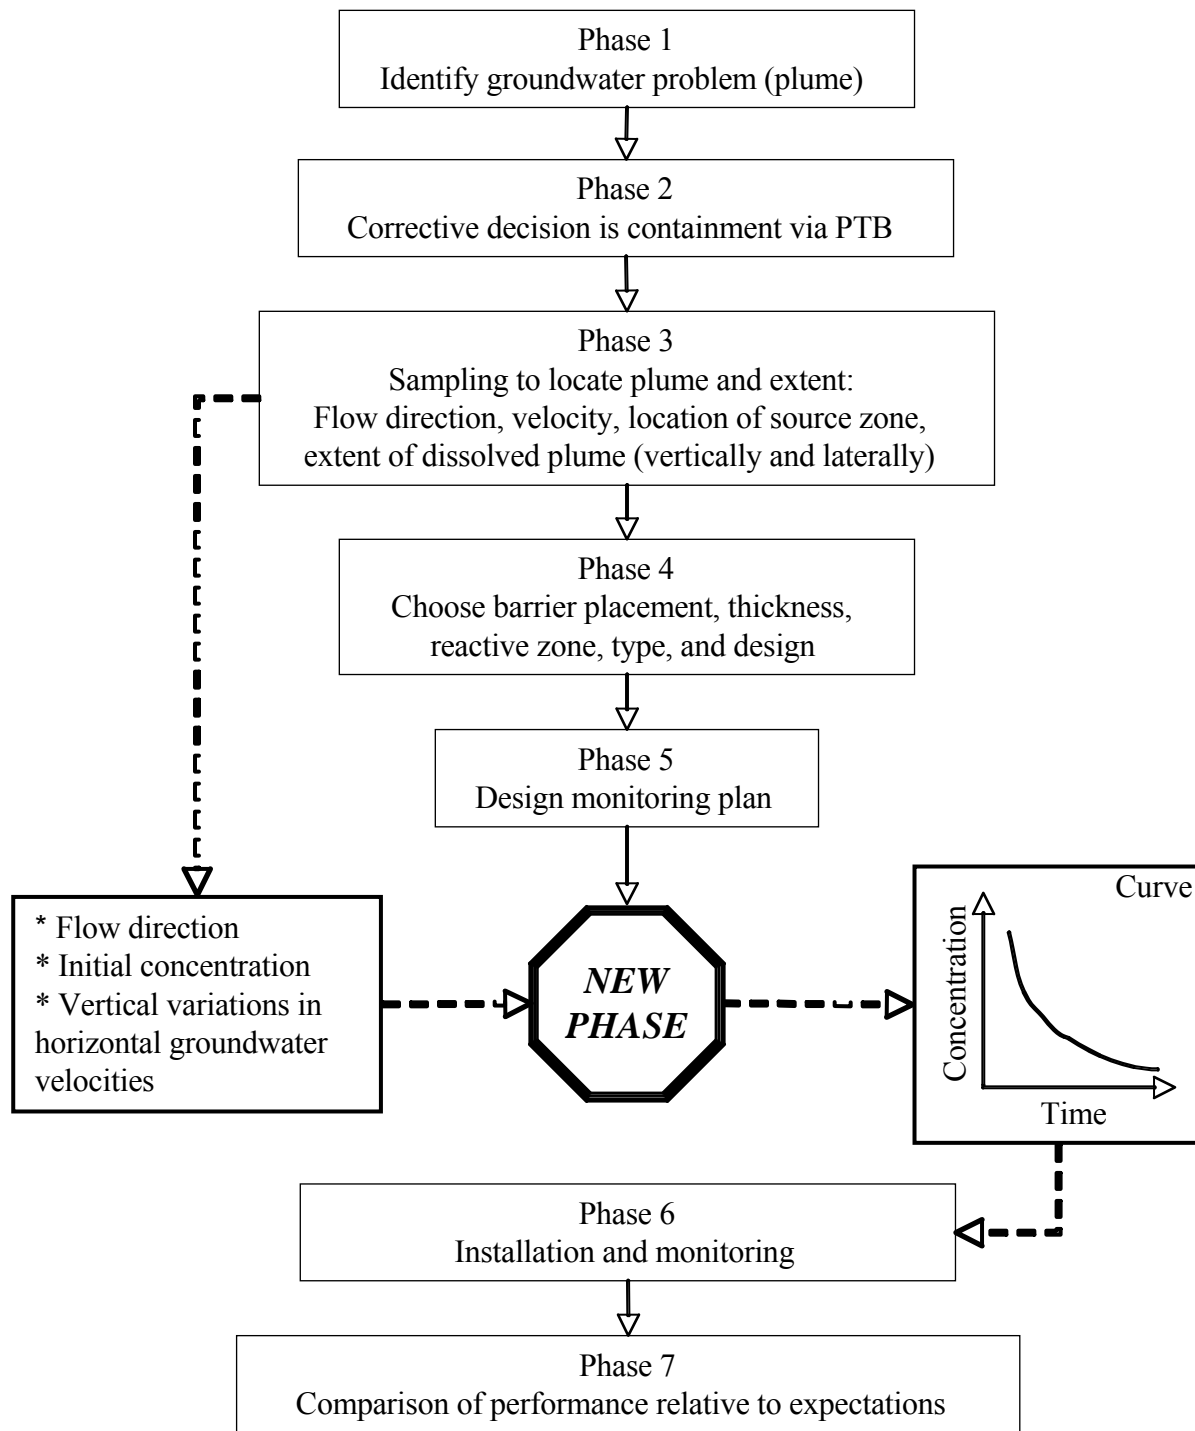 Phase 1
Identify groundwater problem (plume)
Phase 2
Corrective decision is containment via PTB
Phase 3
Sampling to locate plume and extent:
Flow direction, velocity, location of source zone,
extent of dissolved plume (vertically and laterally)
Phase 4
Choose barrier placement, thickness,
reactive zone, type, and design
Phase 5
Design monitoring plan
* Flow direction
* Initial concentration
* Vertical variations in
horizontal groundwater
velocities
NEW
PHASE
Curve
Concentration
Time
Phase 6
Installation and monitoring
Phase 7
Comparison of performance relative to expectations